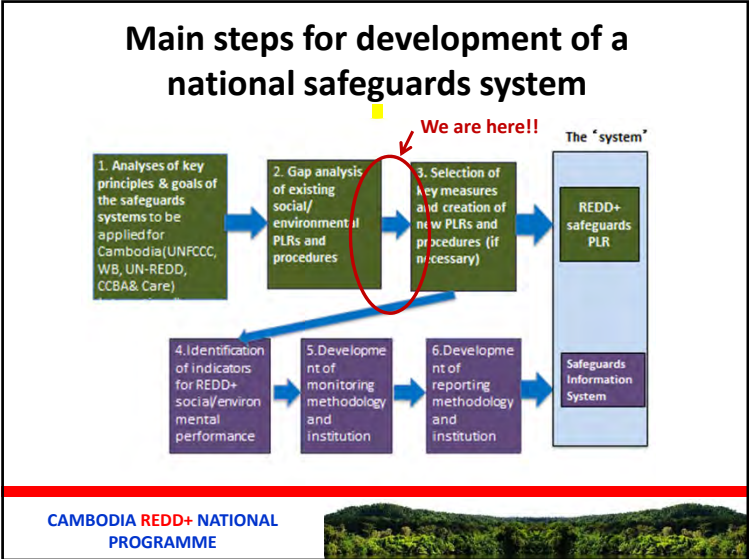 Main steps for development of a
national safeguards system
We are here!!
The ‘system’
1. Analyses of key
principles & goals of
the safeguards
systems to be
applied for
Cambodia(UNFCCC,
WB, UN-REDD,
CCBA& Care)
2. Gap analysis
of existing
social/
environmental
PLRs and
procedures
3. Selection of
key measures
and creation of
new PLRs and
procedures (if
necessary)
REDD+
safeguards
PLR
4.Identification
of indicators
for REDD+
social/environ
mental
performance
5.Developme
nt of
monitoring
methodology
and
institution
6.Developme
nt of
reporting
methodology
and
institution
Safeguards
Information
System
CAMBODIA REDD+ NATIONAL
PROGRAMME